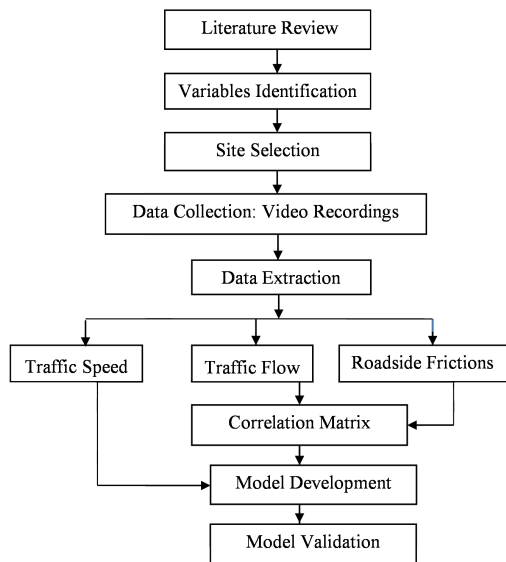 Literature Review
Variables Identification
Site Selection
Data Collection: Video Recordings
Data Extraction
Traffic Speed
Traffic Flow
Roadside Frictions
Correlation Matrix
Model Development
Model Validation